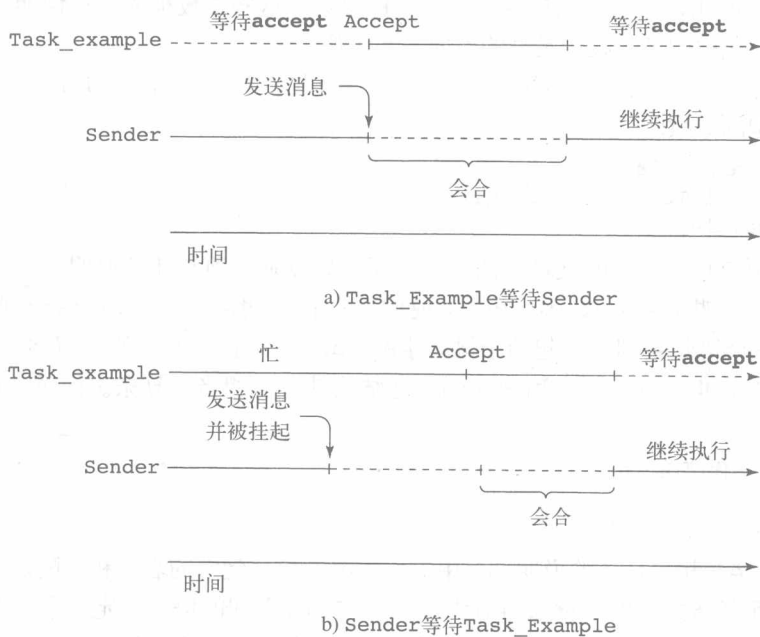 等待accept Accept 等待accept
Task_example
发送消息
Sender 继续执行
会合
时间
a) Task_Example等待Sender
忙 Accept 等待accept
Task_example
发送消息
并被挂起
Sender 继续执行
会合
时间
b) Sender等待Task_Example